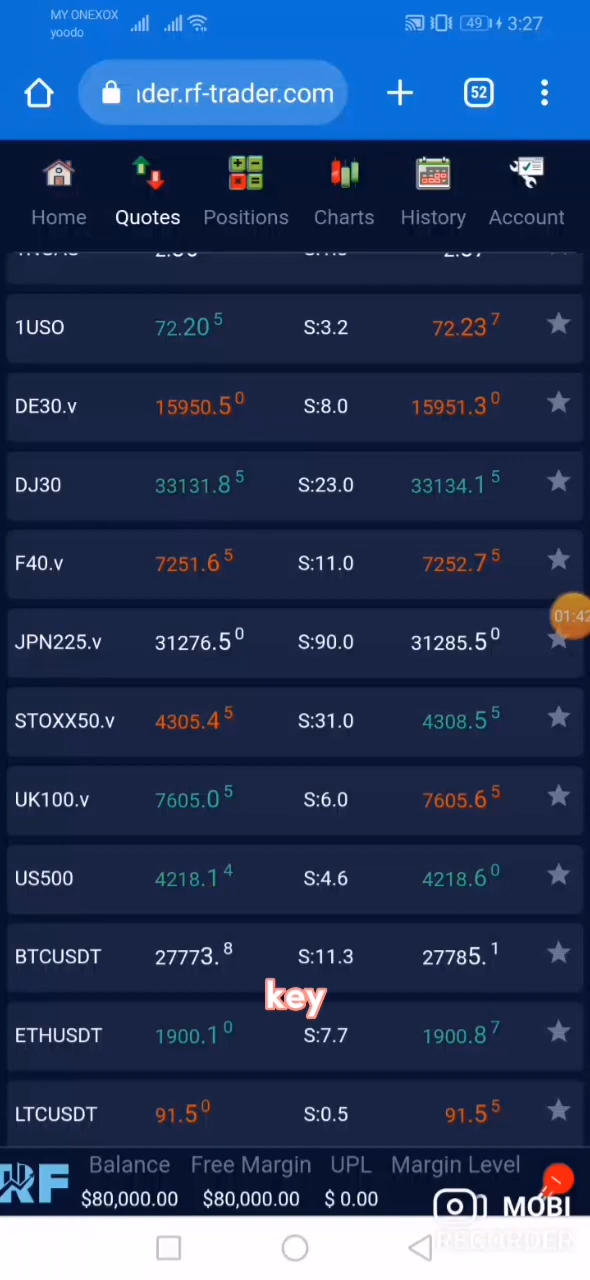 MY ONEXOX
yoodo
49
3:27
ader.rf-trader.com
52
Home Quotes Positions Charts History Account
1USO 72.205 S:3.2 72.237
DE30.v 15950.50 S:8.0 15951.30
DJ30 33131.85 S:23.0 33134.15
F40.v 7251.65 S:11.0 7252.75
01:42
JPN225.v 31276.50 S:90.0 31285.50
STOXX50.v 4305.45 S:31.0 4308.55
UK100.v 7605.05 S:6.0 7605.65
US500 4218.14 S:4.6 4218.60
BTCUSDT 27773.8 S:11.3 27785.1
key
ETHUSDT 1900.10 S:7.7 1900.87
LTCUSDT 91.50 S:0.5 91.55
RF
Balance Free Margin UPL Margin Level
$80,000.00 $80,000.00 $ 0.00
MOBI
RECORDER